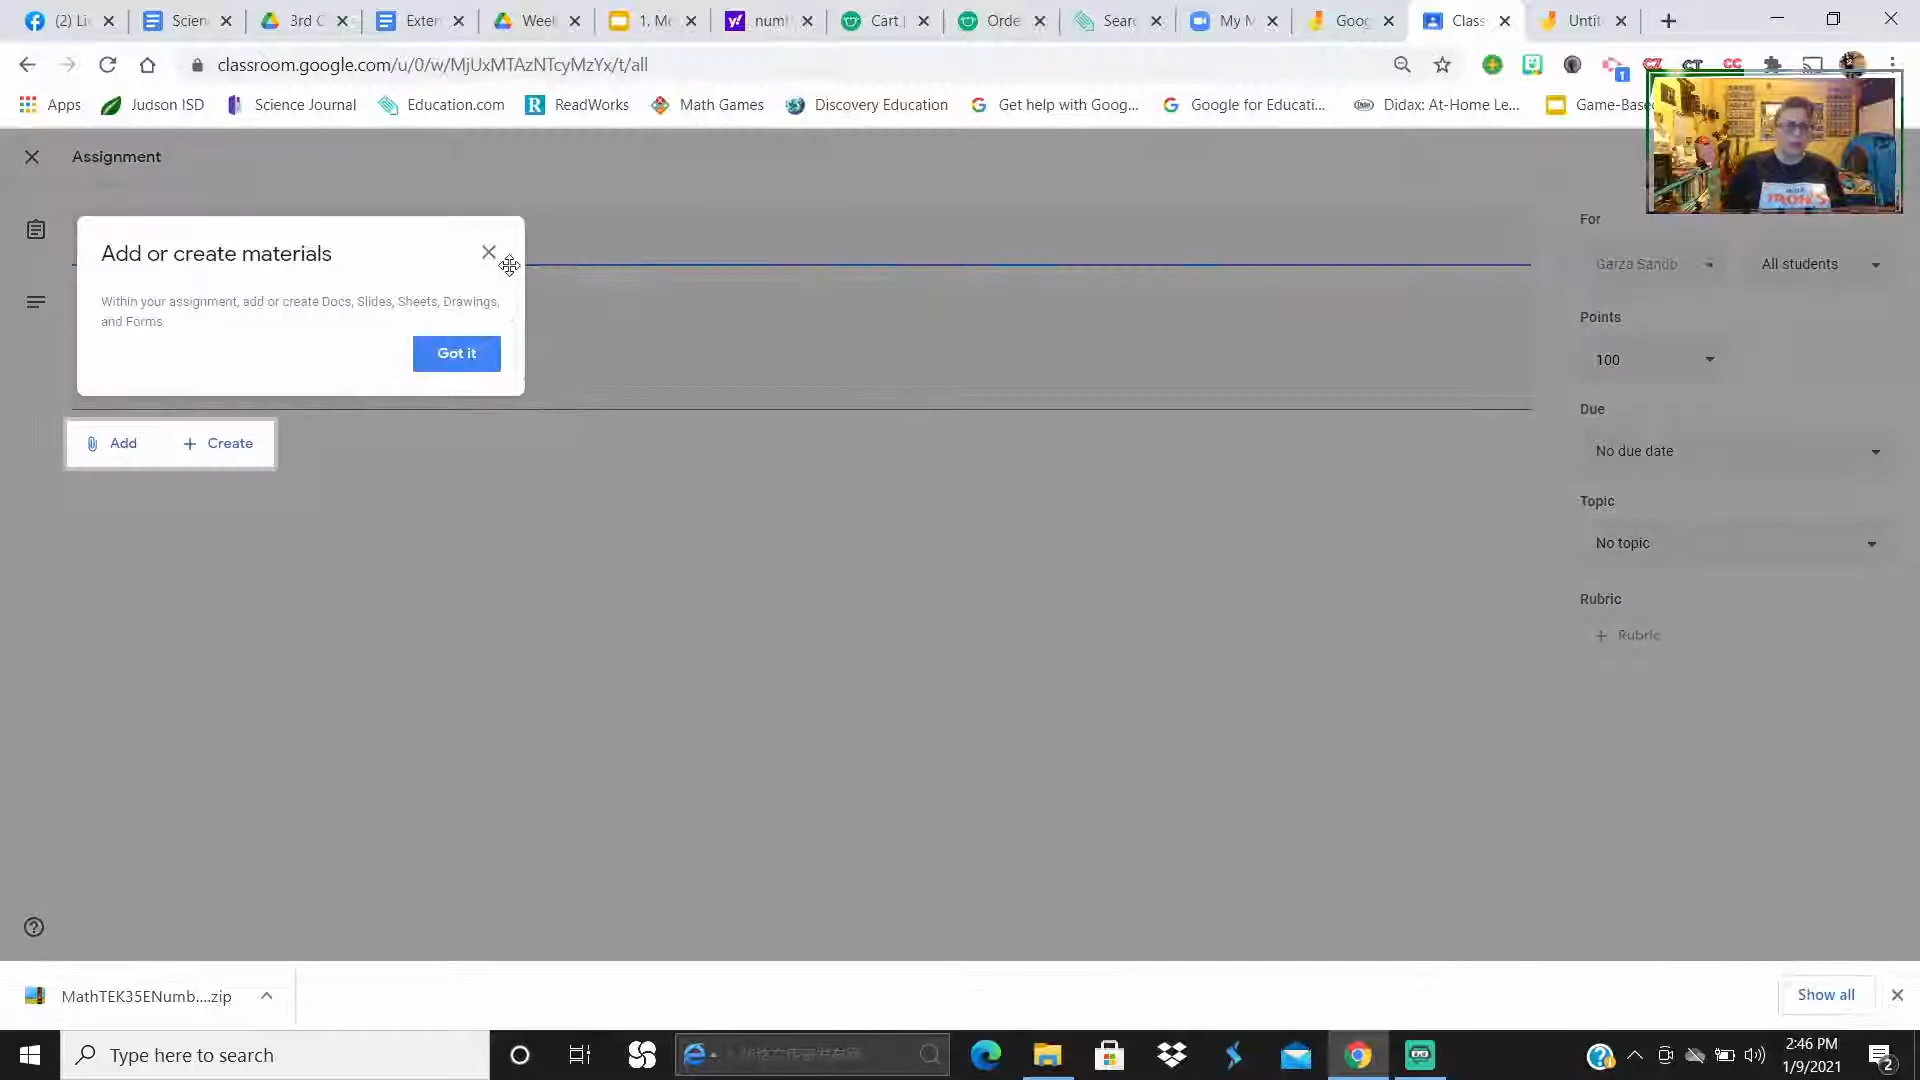 (2) Li
Scien
3rd C
Exter
Week
1. Mo
numb
Cart |
Orde
Searc
My M
Goog
Class
Untit
classroom.google.com/u/0/w/MjUxMTAzNTcyMzYx/t/all
Apps
Judson ISD
Science Journal
Education.com
ReadWorks
Math Games
Discovery Education
Get help with Goog...
Google for Educati...
Didax: At-Home Le...
Game-Base
Assignment
For
Add or create materials
Garza Sandb
All students
Within your assignment, add or create Docs, Slides, Sheets, Drawings,
and Forms
Points
Got it
100
Due
Add
Create
No due date
Topic
No topic
Rubric
Rubric
MathTEK35ENumb....zip
Show all
Type here to search
2:46 PM
1/9/2021
2